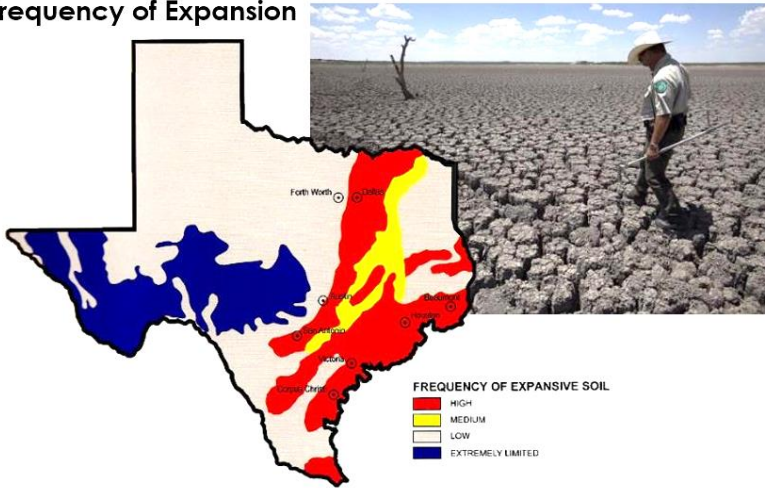 requency of Expansion
Forth Worth
Dallas
Austin
Beaumont
Houston
San Antonio
Victoria
Corpus Christi
FREQUENCY OF EXPANSIVE SOIL
HIGH
MEDIUM
LOW
EXTREMELY LIMITED